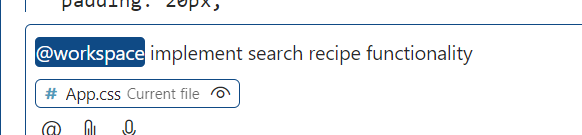 padding: 20px;
@workspace implement search recipe functionality
# App.css Current file
@